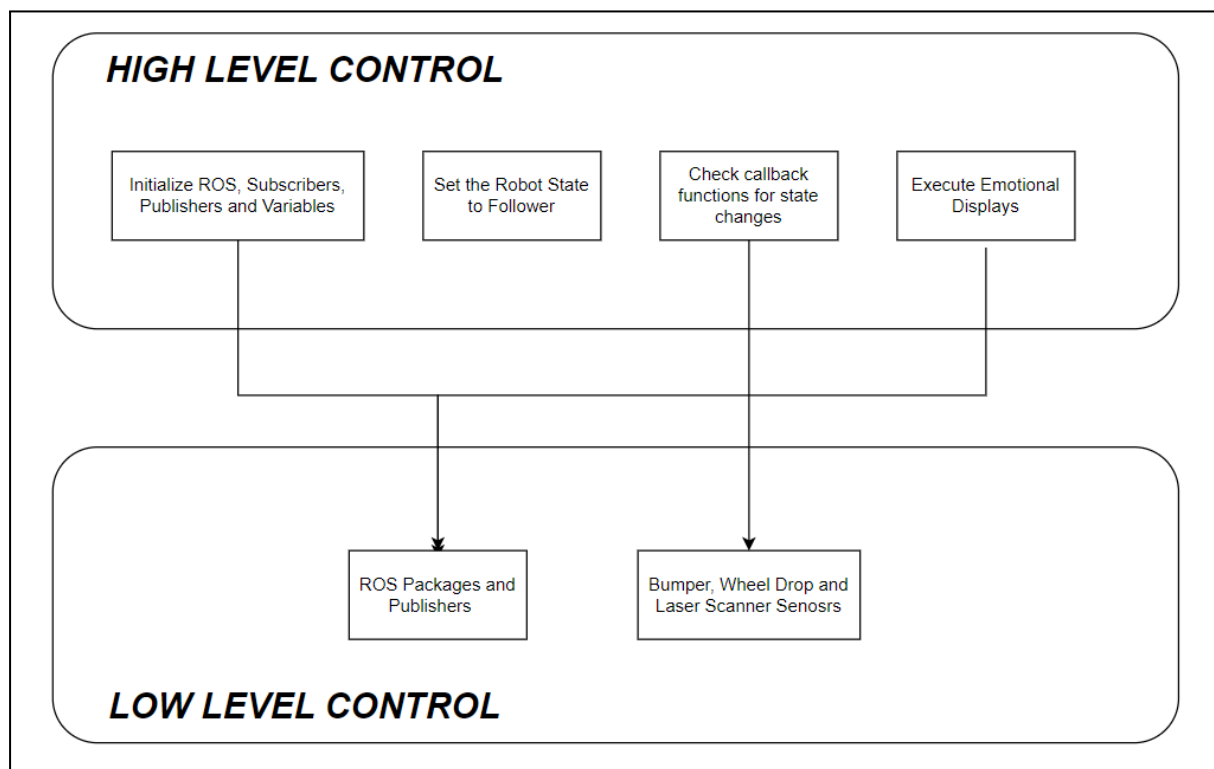 HIGH LEVEL CONTROL
Initialize ROS, Subscribers,
Publishers and Variables
Set the Robot State
to Follower
Check callback
functions for state
changes
Execute Emotional
Displays
ROS Packages and
Publishers
Bumper, Wheel Drop and
Laser Scanner Senosrs
LOW LEVEL CONTROL